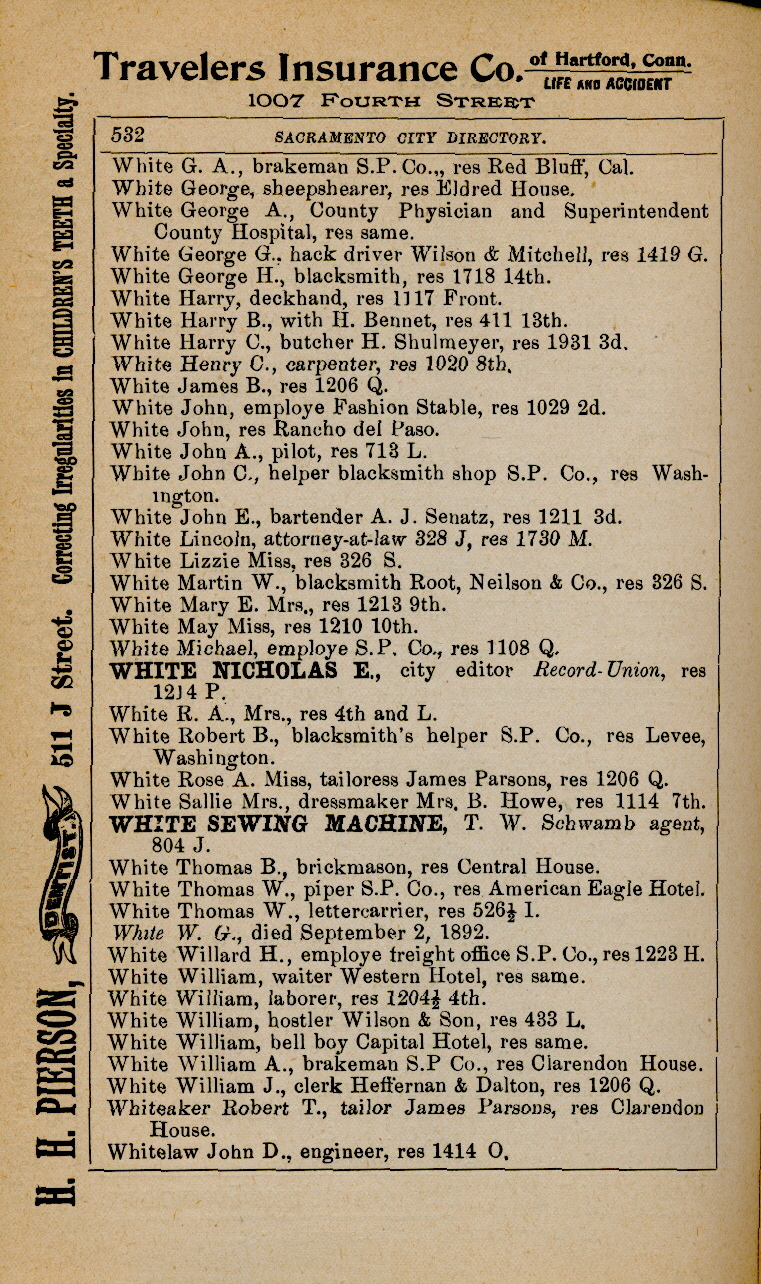 Travelers Insurance Co. of Hartford, Conn.
LIFE AND ACCIDENT
1007 FOURTH STREET
532 SACRAMENTO CITY DIRECTORY.
White G. A., brakeman S.P. Co.,, res Red Bluff, Cal.
White George, sheepshearer, res Eldred House.
White George A., County Physician and Superintendent
County Hospital, res same.
White George G., hack driver Wilson & Mitchell, res 1419 G.
White George H., blacksmith, res 1718 14th.
White Harry, deckhand, res 1117 Front.
White Harry B., with H. Bennet, res 411 13th.
White Harry C., butcher H. Shulmeyer, res 1931 3d.
White Henry C., carpenter, res 1020 8th.
White James B., res 1206 Q.
White John, employe Fashion Stable, res 1029 2d.
White John, res Rancho del Paso.
White John A., pilot, res 713 L.
White John C., helper blacksmith shop S.P. Co., res Wash-
ington.
White John E., bartender A. J. Senatz, res 1211 3d.
White Lincoln, attorney-at-law 328 J, res 1730 M.
White Lizzie Miss, res 326 S.
White Martin W., blacksmith Root, Neilson & Co., res 326 S.
White Mary E. Mrs., res 1213 9th.
White May Miss, res 1210 10th.
White Michael, employe S.P. Co., res 1108 Q.
WHITE NICHOLAS E., city editor Record-Union, res
1214 P.
White R. A., Mrs., res 4th and L.
White Robert B., blacksmith's helper S.P. Co., res Levee,
Washington.
White Rose A. Miss, tailoress James Parsons, res 1206 Q.
White Sallie Mrs., dressmaker Mrs. B. Howe, res 1114 7th.
WHITE SEWING MACHINE, T. W. Schwamb agent,
804 J.
White Thomas B., brickmason, res Central House.
White Thomas W., piper S.P. Co., res American Eagle Hotel.
White Thomas W., lettercarrier, res 526½ I.
White W. G., died September 2, 1892.
White Willard H., employe freight office S.P. Co., res 1223 H.
White William, waiter Western Hotel, res same.
White William, laborer, res 1204½ 4th.
White William, hostler Wilson & Son, res 433 L.
White William, bell boy Capital Hotel, res same.
White William A., brakeman S.P Co., res Clarendon House.
White William J., clerk Heffernan & Dalton, res 1206 Q.
Whiteaker Robert T., tailor James Parsons, res Clarendon
House.
Whitelaw John D., engineer, res 1414 O.
H. H. PIERSON, DENTIST. 511 J Street. Correcting Irregularities in CHILDREN'S TEETH a Specialty.